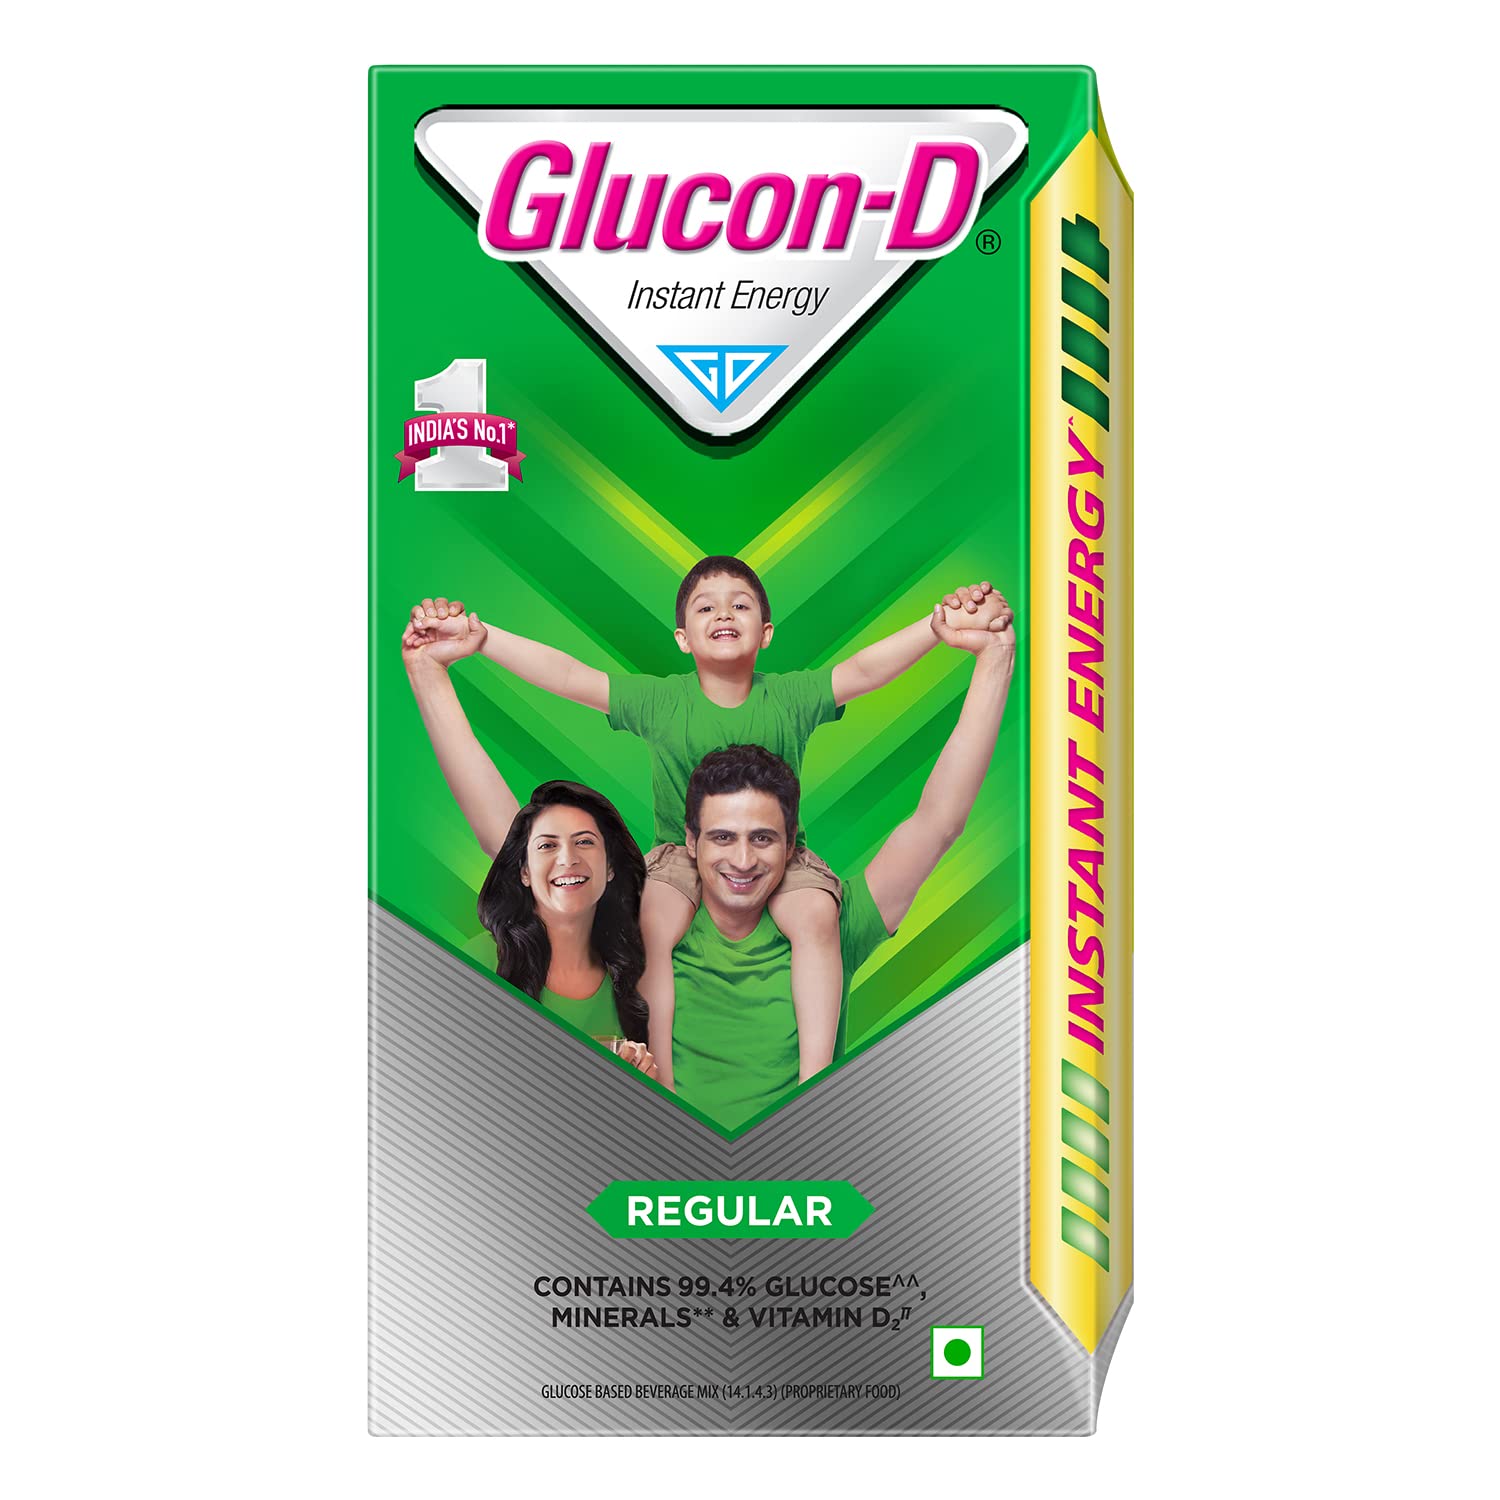 Glucon-D®
Instant Energy
GD
1
INDIA'S No.1*
INSTANT ENERGY^
REGULAR
CONTAINS 99.4% GLUCOSE^^,
MINERALS** & VITAMIN D₂π
GLUCOSE BASED BEVERAGE MIX (14.1.4.3) (PROPRIETARY FOOD)